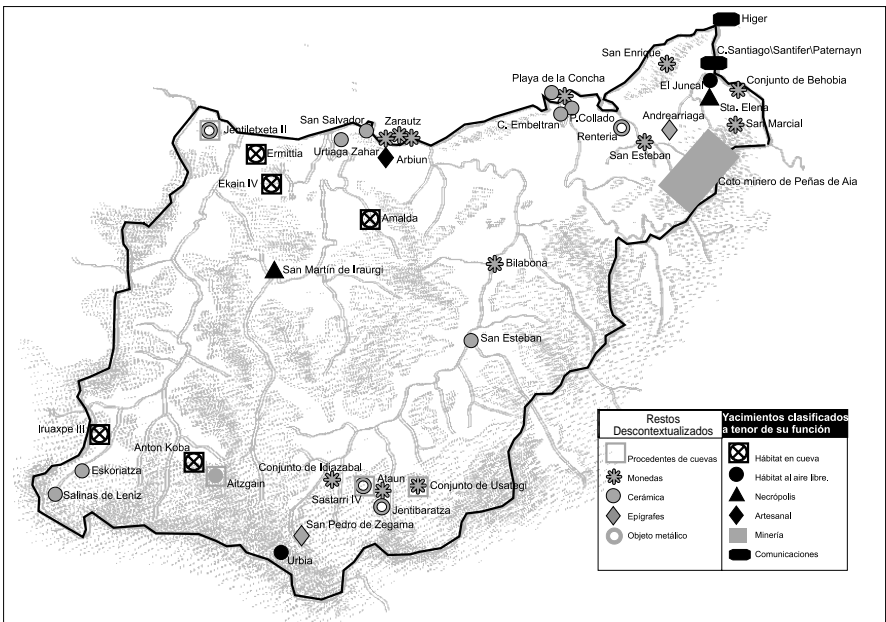 Higer
San Enrique
C.Santiago\Santifer\Paternayn
Playa de la Concha
El Juncal
Conjunto de Behobia
Sta. Elena
San Salvador
Zarautz
P.Collado
Andrearriaga
San Marcial
Jentiletxeta II
C. Embeltran
Renteria
Urtiaga Zahar
Ermittia
Arbiun
San Esteban
Ekain IV
Coto minero de Peñas de Aia
Amalda
Bilabona
San Martín de Iraurgi
San Esteban
Iruaxpe III
Anton Koba
Eskoriatza
Aitzgain
Conjunto de Idiazabal
Ataun
Salinas de Leniz
Sastarri IV
Conjunto de Usategi
Jentibaratza
San Pedro de Zegama
Urbia
Restos
Descontextualizados
Procedentes de cuevas
Monedas
Cerámica
Epigrafes
Objeto metálico
Yacimientos clasificados
a tenor de su función
Hábitat en cueva
Hábitat al aire libre.
Necrópolis
Artesanal
Minería
Comunicaciones